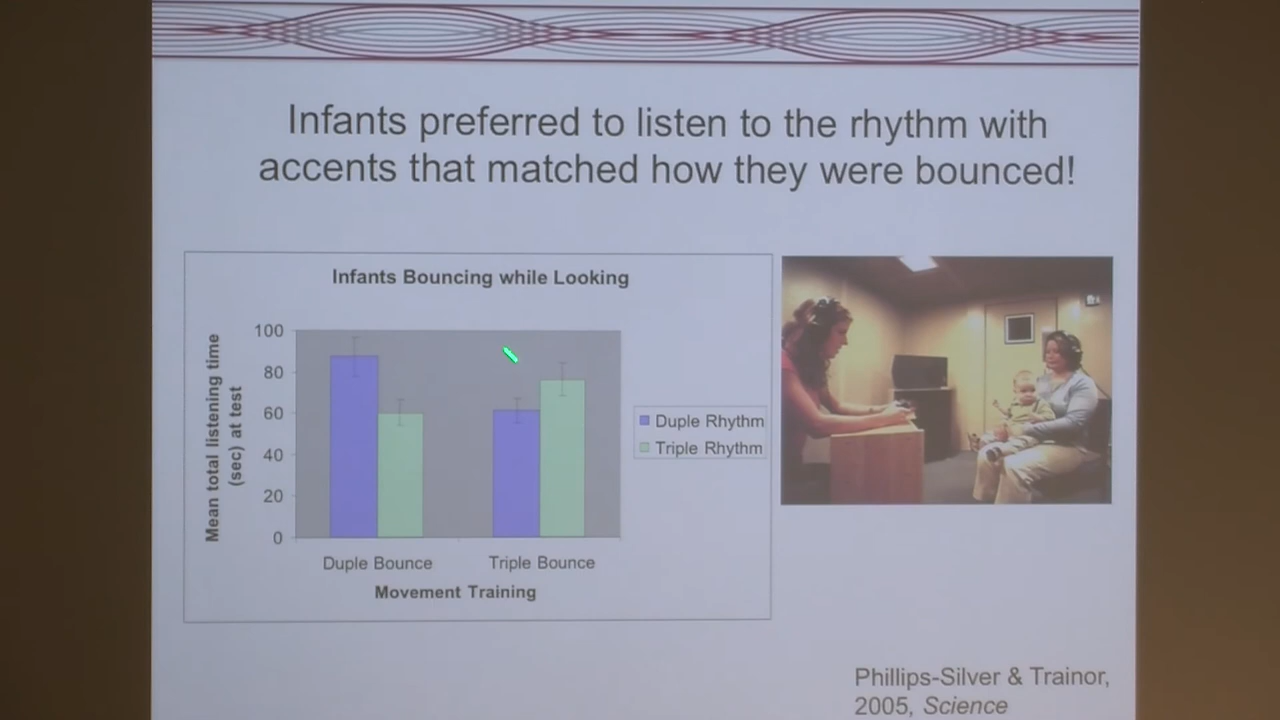 Infants preferred to listen to the rhythm with
accents that matched how they were bounced!
Infants Bouncing while Looking
Mean total listening time
(sec) at test
100
80
60
40
20
0
Duple Bounce
Triple Bounce
Movement Training
Duple Rhythm
Triple Rhythm
Phillips-Silver & Trainor,
2005, Science